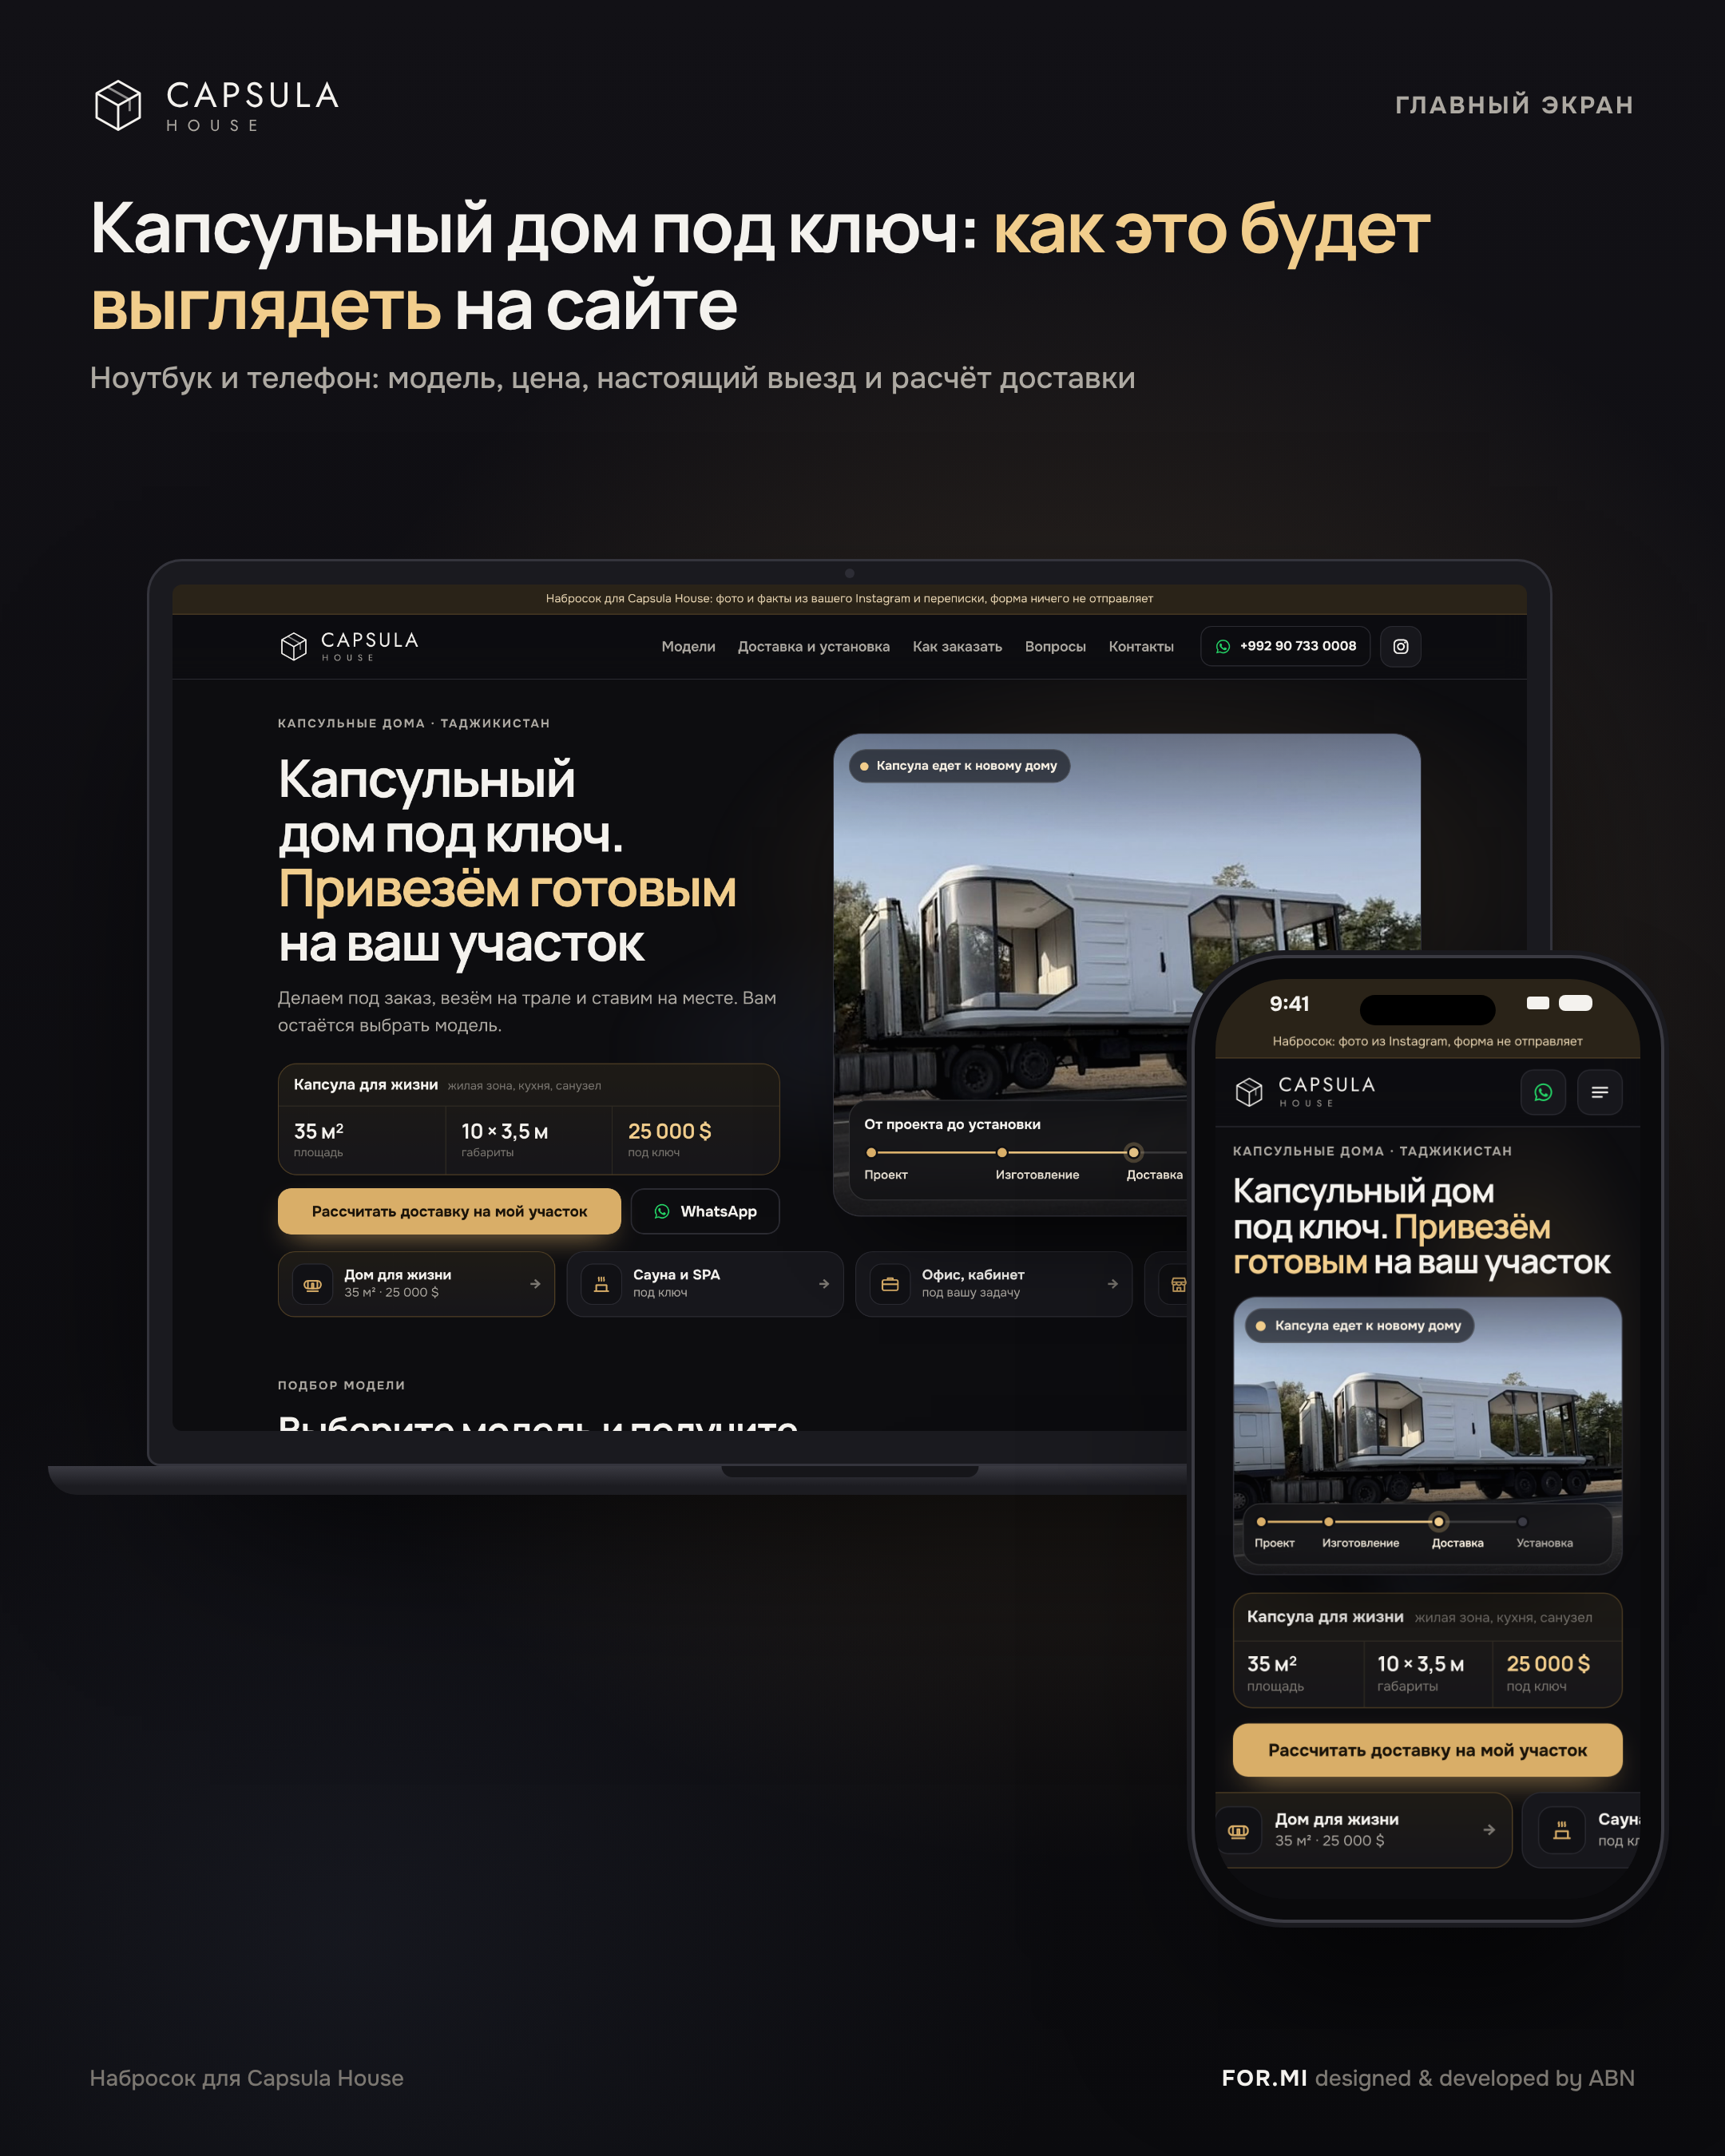 CAPSULA
HOUSE
ГЛАВНЫЙ ЭКРАН
Капсульный дом под ключ: как это будет
выглядеть на сайте
Ноутбук и телефон: модель, цена, настоящий выезд и расчёт доставки
Набросок для Capsula House: фото и факты из вашего Instagram и переписки, форма ничего не отправляет
CAPSULA
HOUSE
Модели Доставка и установка Как заказать Вопросы Контакты +992 90 733 0008
КАПСУЛЬНЫЕ ДОМА · ТАДЖИКИСТАН
Капсульный
дом под ключ.
Привезём готовым
на ваш участок
Делаем под заказ, везём на трале и ставим на месте. Вам
остаётся выбрать модель.
Капсула для жизни жилая зона, кухня, санузел
35 м² 10 × 3,5 м 25 000 $
площадь габариты под ключ
Рассчитать доставку на мой участок WhatsApp
Капсула едет к новому дому
От проекта до установки
Проект Изготовление Доставка
Дом для жизни
35 м² · 25 000 $
Сауна и SPA
под ключ
Офис, кабинет
под вашу задачу
ПОДБОР МОДЕЛИ
Выберите модель и получите
9:41
Набросок: фото из Instagram, форма не отправляет
CAPSULA
HOUSE
КАПСУЛЬНЫЕ ДОМА · ТАДЖИКИСТАН
Капсульный дом
под ключ. Привезём
готовым на ваш участок
Капсула едет к новому дому
Проект Изготовление Доставка Установка
Капсула для жизни жилая зона, кухня, санузел
35 м² 10 × 3,5 м 25 000 $
площадь габариты под ключ
Рассчитать доставку на мой участок
Дом для жизни
35 м² · 25 000 $
Саун
под кл
Набросок для Capsula House
FOR.MI designed & developed by ABN